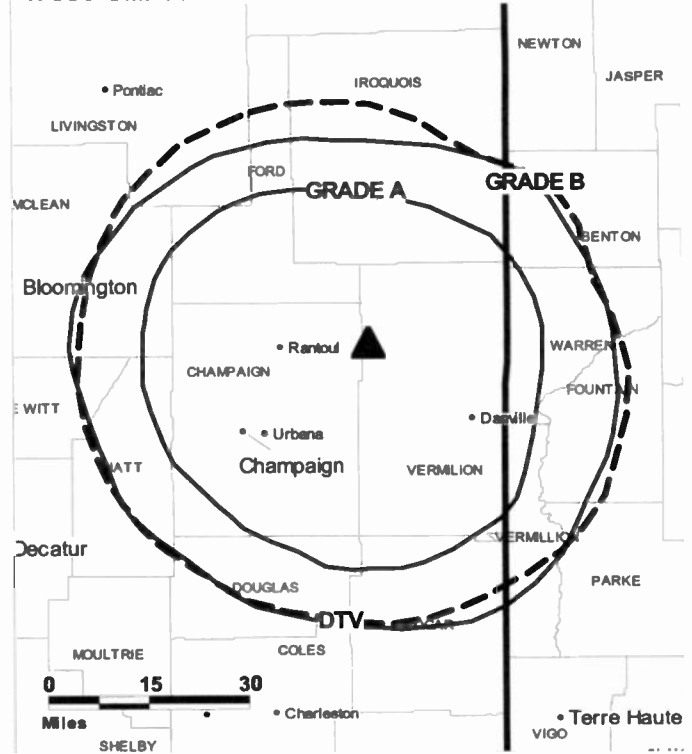 NEWTON
IROQUOIS
JASPER
Pontiac
LIVINGSTON
FORD
GRADE A
GRADE B
MCLEAN
BENTON
Bloomington
Rantoul
WARREN
CHAMPAIGN
FOUNTAIN
E WITT
Danville
Urbana
Champaign
IATT
VERMILION
VERMILLION
Decatur
PARKE
DOUGLAS
DTV
COLES
MOULTRIE
0 15 30
Miles
Charleston
Terre Haute
VIGO
SHELBY